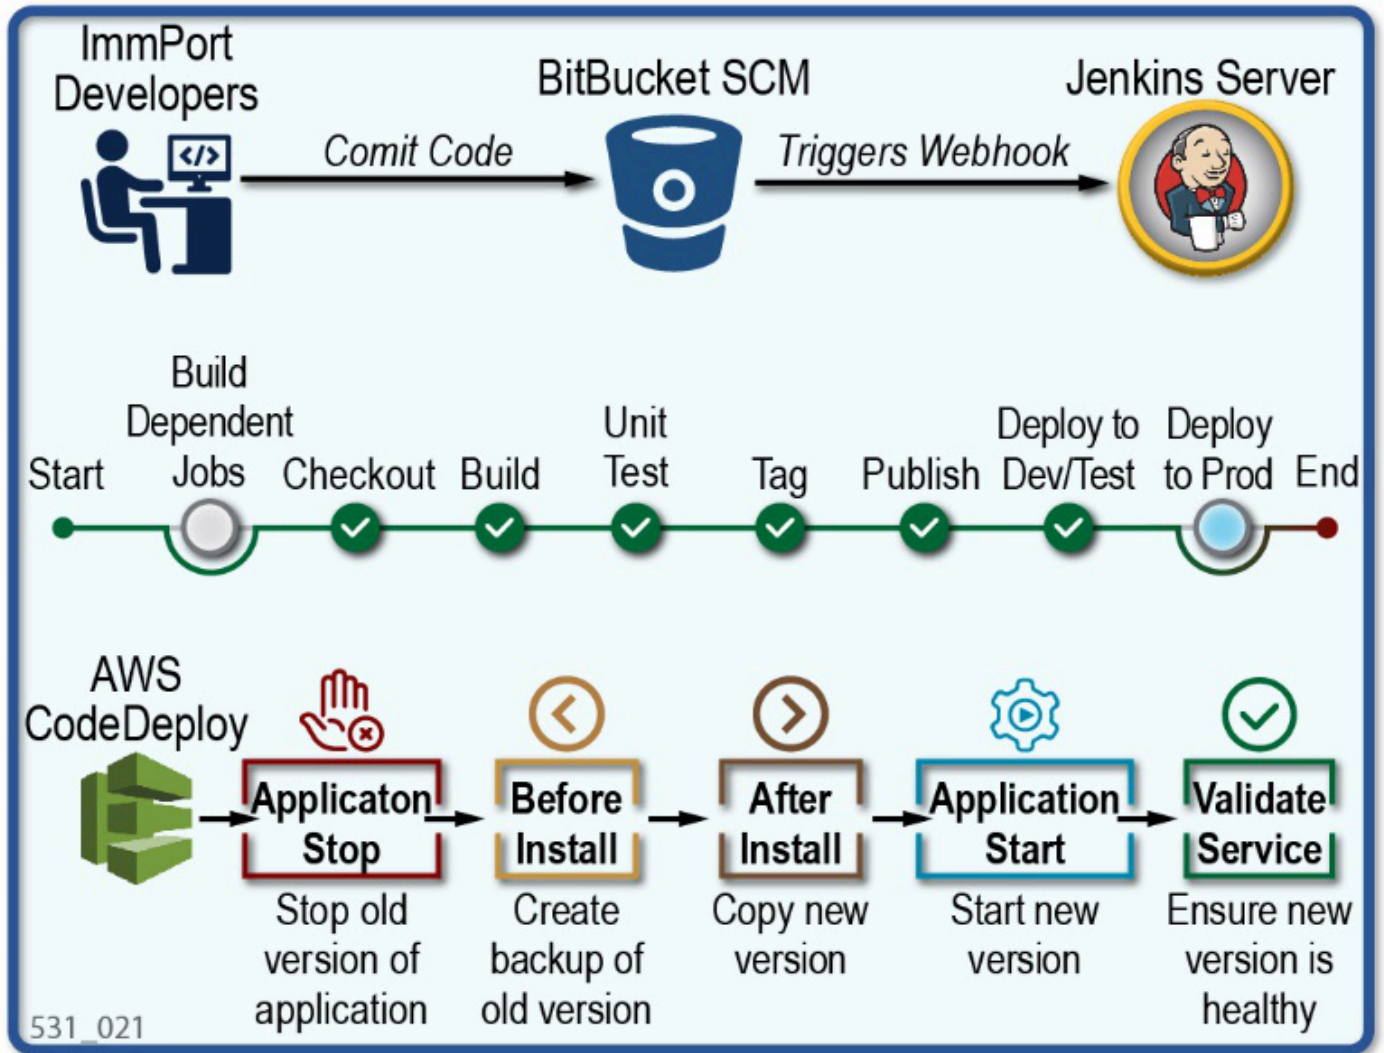 ImmPort
Developers
BitBucket SCM
Jenkins Server
</>
Comit Code
Triggers Webhook
Start
Build
Dependent
Jobs
Checkout
Build
Unit
Test
Tag
Publish
Deploy to
Dev/Test
Deploy
to Prod
End
AWS
CodeDeploy
Applicaton
Stop
Stop old
version of
application
Before
Install
Create
backup of
old version
After
Install
Copy new
version
Application
Start
Start new
version
Validate
Service
Ensure new
version is
healthy
531_021